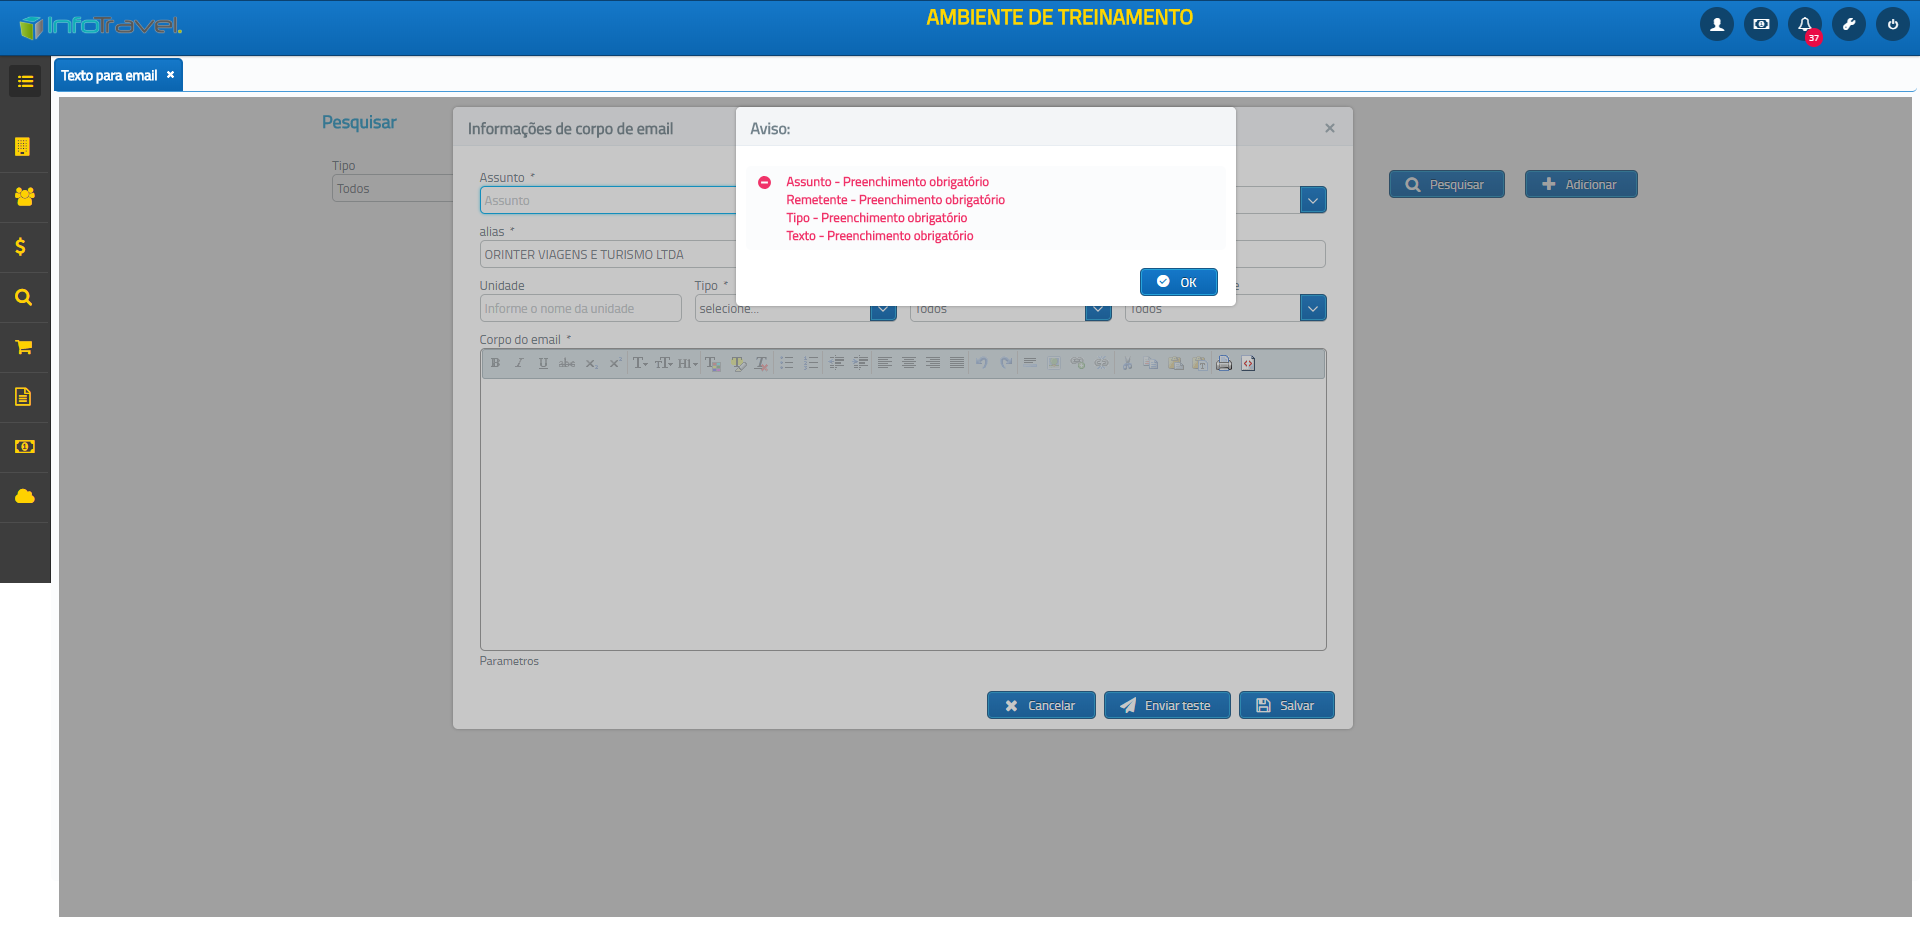 InfoTravel.
AMBIENTE DE TREINAMENTO
37
Texto para email
Pesquisar
Tipo
Todos
Pesquisar
Adicionar
Informações de corpo de email
Assunto *
Assunto
alias *
ORINTER VIAGENS E TURISMO LTDA
Unidade
Informe o nome da unidade
Tipo *
selecione...
Todos
Todos
Corpo do email *
Parametros
Cancelar
Enviar teste
Salvar
Aviso:
Assunto - Preenchimento obrigatório
Remetente - Preenchimento obrigatório
Tipo - Preenchimento obrigatório
Texto - Preenchimento obrigatório
OK